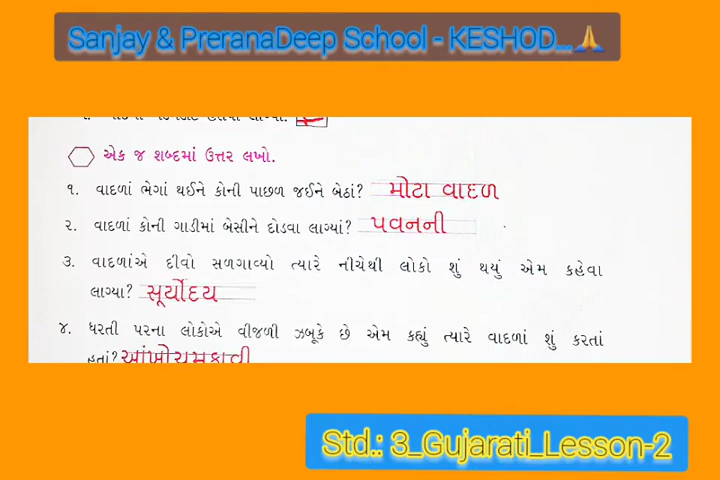 Sanjay & PreranaDeep School - KESHOD...🙏
એક જ શબ્દમાં ઉત્તર લખો.
૧. વાદળાં ભેગાં થઈને કોની પાછળ જઈને બેઠાં? મોટા વાદળ
૨. વાદળાં કોની ગાડીમાં બેસીને દોડવા લાગ્યાં? પવનની
૩. વાદળાંએ દીવો સળગાવ્યો ત્યારે નીચેથી લોકો શું થયું એમ કહેવા
લાગ્યા? સૂર્યોદય
૪. ધરતી પરના લોકોએ વીજળી ઝબૂકે છે એમ કહ્યું ત્યારે વાદળાં શું કરતાં
હતાં? આંખોચમકાવી
Std.: 3_Gujarati_Lesson-2